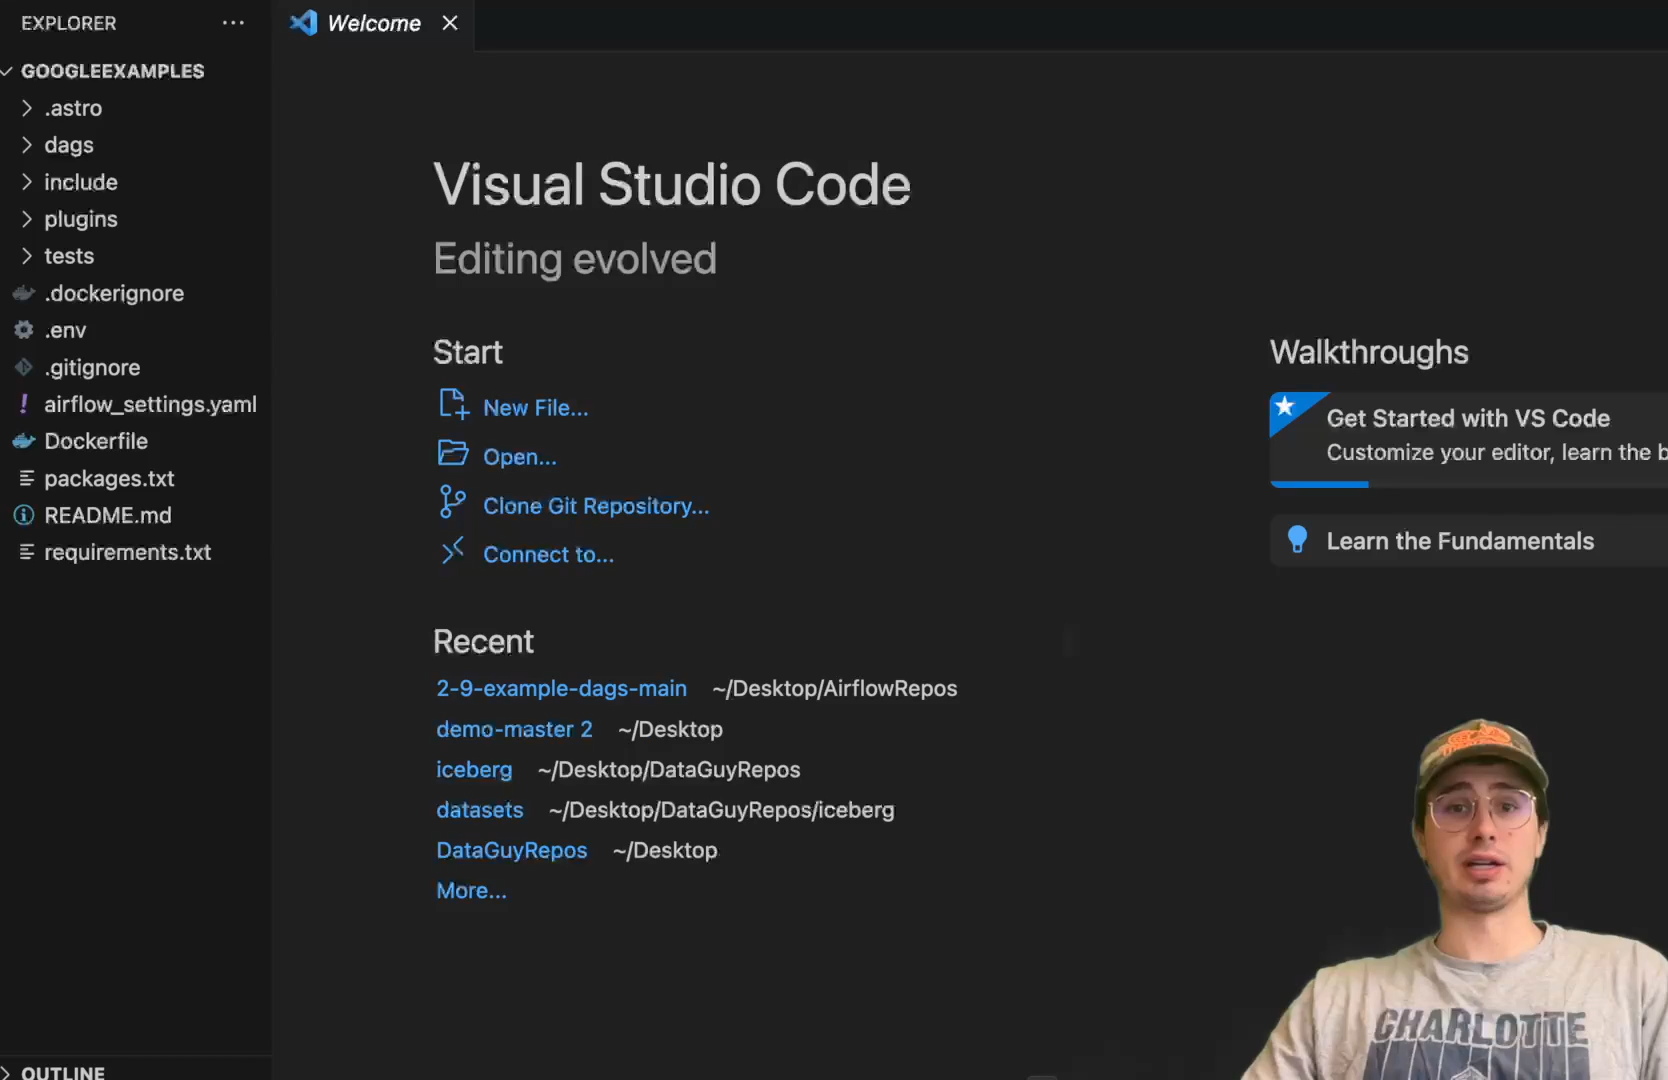 EXPLORER
Welcome
GOOGLEEXAMPLES
.astro
dags
include
plugins
tests
.dockerignore
.env
.gitignore
airflow_settings.yaml
Dockerfile
packages.txt
README.md
requirements.txt
OUTLINE
Visual Studio Code
Editing evolved
Start
New File...
Open...
Clone Git Repository...
Connect to...
Recent
2-9-example-dags-main ~/Desktop/AirflowRepos
demo-master 2 ~/Desktop
iceberg ~/Desktop/DataGuyRepos
datasets ~/Desktop/DataGuyRepos/iceberg
DataGuyRepos ~/Desktop
More...
Walkthroughs
Get Started with VS Code
Customize your editor, learn the b
Learn the Fundamentals
CHARLOTTE